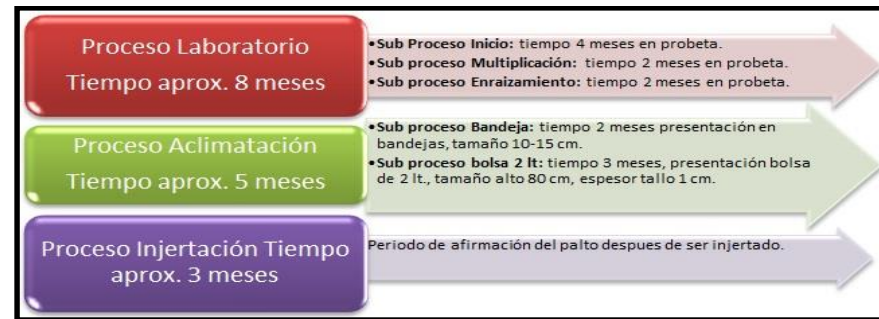 Proceso Laboratorio
Tiempo aprox. 8 meses
•Sub Proceso Inicio: tiempo 4 meses en probeta.
•Sub proceso Multiplicación: tiempo 2 meses en probeta.
•Sub proceso Enraizamiento: tiempo 2 meses en probeta.
Proceso Aclimatación
Tiempo aprox. 5 meses
•Sub proceso Bandeja: tiempo 2 meses presentación en
bandejas, tamaño 10-15 cm.
•Sub proceso bolsa 2 lt: tiempo 3 meses, presentación bolsa
de 2 lt., tamaño alto 80 cm, espesor tallo 1 cm.
Proceso Injertación Tiempo
aprox. 3 meses
Periodo de afirmación del palto despues de ser injertado.